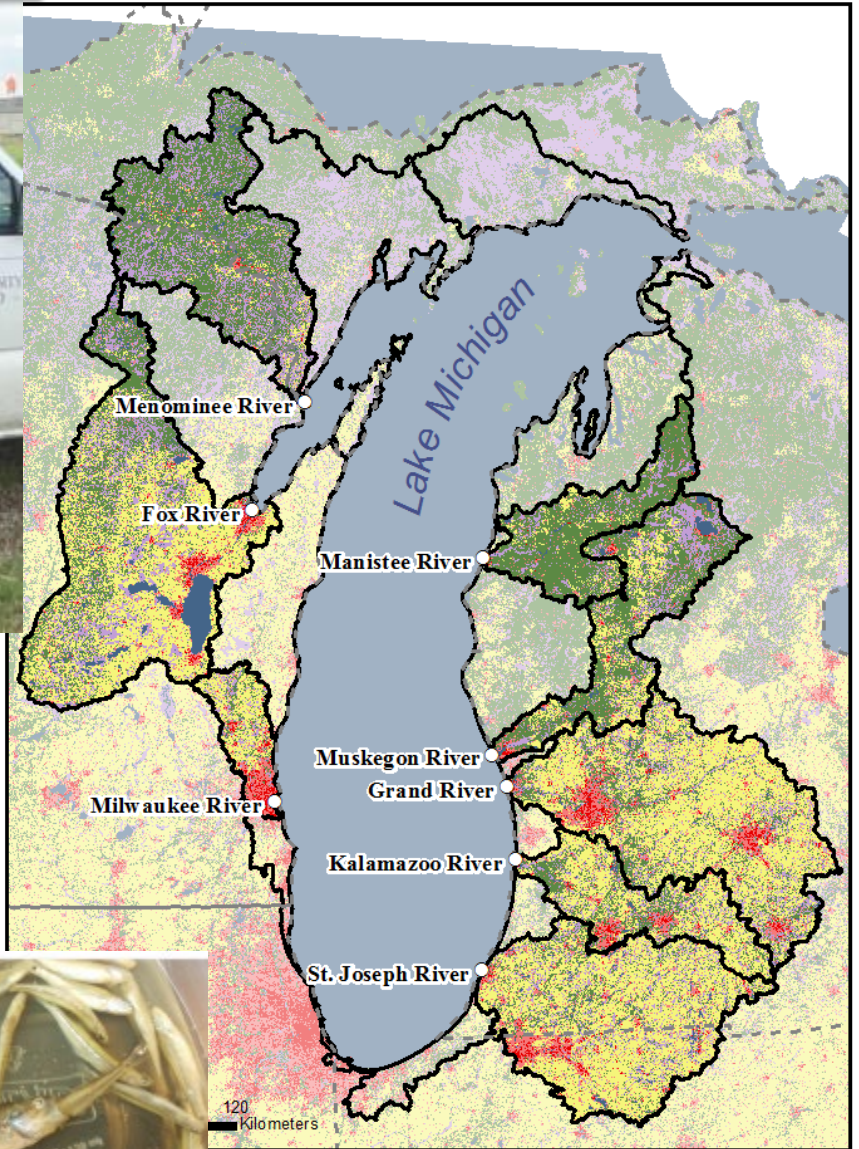 Lake Michigan
Menominee River
Fox River
Manistee River
Muskegon River
Grand River
Milwaukee River
Kalamazoo River
St. Joseph River
120
Kilometers